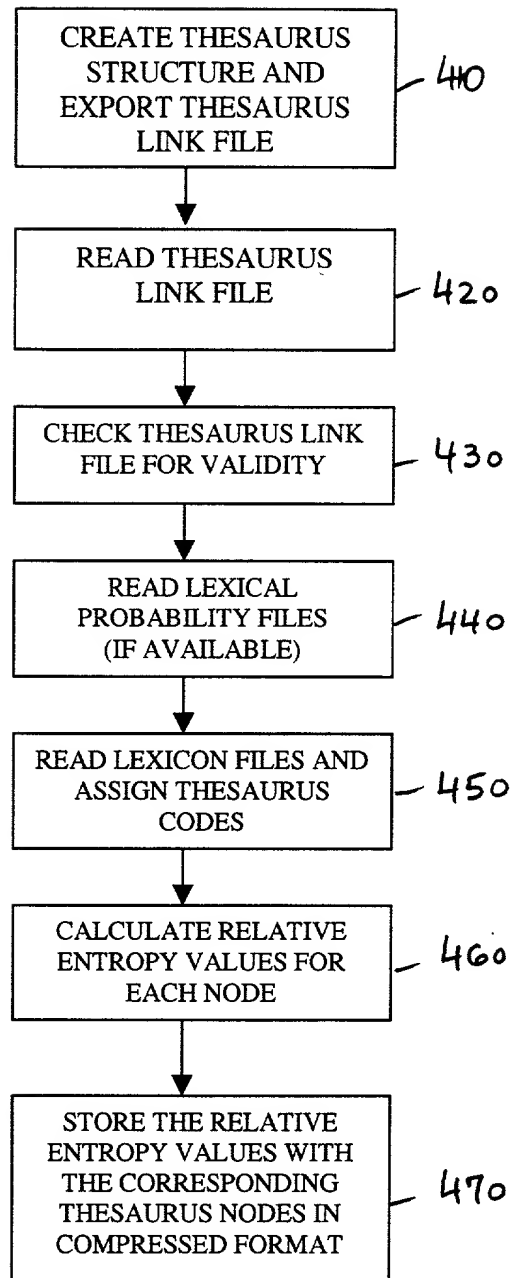 CREATE THESAURUS
STRUCTURE AND
EXPORT THESAURUS
LINK FILE
410
READ THESAURUS
LINK FILE
420
CHECK THESAURUS LINK
FILE FOR VALIDITY
430
READ LEXICAL
PROBABILITY FILES
(IF AVAILABLE)
440
READ LEXICON FILES AND
ASSIGN THESAURUS
CODES
450
CALCULATE RELATIVE
ENTROPY VALUES FOR
EACH NODE
460
STORE THE RELATIVE
ENTROPY VALUES WITH
THE CORRESPONDING
THESAURUS NODES IN
COMPRESSED FORMAT
470